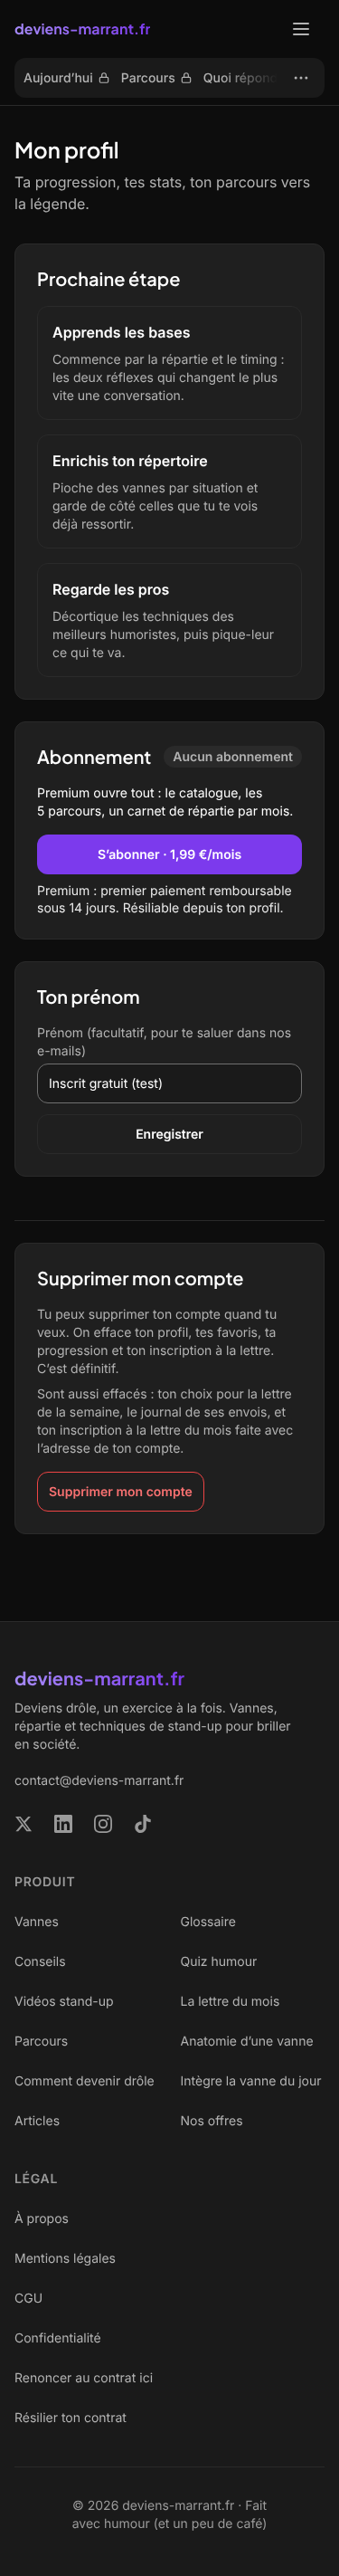 deviens-marrant.fr
Aujourd’hui Parcours Quoi répond
Mon profil
Ta progression, tes stats, ton parcours vers
la légende.
Prochaine étape
Apprends les bases
Commence par la répartie et le timing :
les deux réflexes qui changent le plus
vite une conversation.
Enrichis ton répertoire
Pioche des vannes par situation et
garde de côté celles que tu te vois
déjà ressortir.
Regarde les pros
Décortique les techniques des
meilleurs humoristes, puis pique-leur
ce qui te va.
Abonnement Aucun abonnement
Premium ouvre tout : le catalogue, les
5 parcours, un carnet de répartie par mois.
S’abonner · 1,99 €/mois
Premium : premier paiement remboursable
sous 14 jours. Résiliable depuis ton profil.
Ton prénom
Prénom (facultatif, pour te saluer dans nos
e-mails)
Inscrit gratuit (test)
Enregistrer
Supprimer mon compte
Tu peux supprimer ton compte quand tu
veux. On efface ton profil, tes favoris, ta
progression et ton inscription à la lettre.
C’est définitif.
Sont aussi effacés : ton choix pour la lettre
de la semaine, le journal de ses envois, et
ton inscription à la lettre du mois faite avec
l’adresse de ton compte.
Supprimer mon compte
deviens-marrant.fr
Deviens drôle, un exercice à la fois. Vannes,
répartie et techniques de stand-up pour briller
en société.
contact@deviens-marrant.fr
PRODUIT
Vannes Glossaire
Conseils Quiz humour
Vidéos stand-up La lettre du mois
Parcours Anatomie d’une vanne
Comment devenir drôle Intègre la vanne du jour
Articles Nos offres
LÉGAL
À propos
Mentions légales
CGU
Confidentialité
Renoncer au contrat ici
Résilier ton contrat
© 2026 deviens-marrant.fr · Fait
avec humour (et un peu de café)